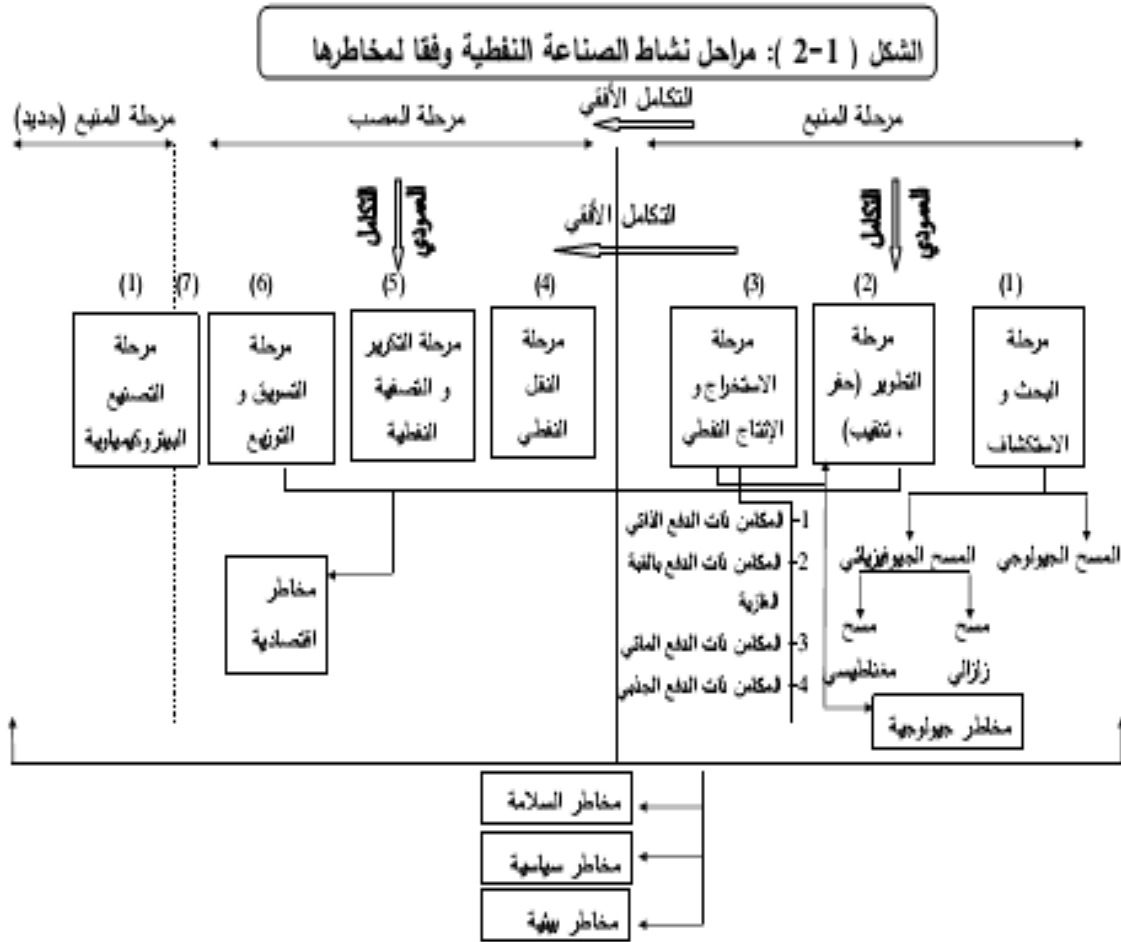 الشكل ( 1-2 ): مراحل نشاط الصناعة النفطية وفقا لمخاطرها
التكامل الأفقي
مرحلة المنبع
مرحلة المصب
مرحلة المنبع (جديد)
التكامل
العمودي
التكامل الأفقي
التكامل
العمودي
(1)
(2)
(3)
(4)
(5)
(6)
(7)
(1)
مرحلة
البحث و
الاستكشاف
مرحلة
التطوير (حفر
، تنقيب)
مرحلة
الاستخراج و
الإنتاج النفطي
مرحلة
النقل
النفطي
مرحلة التكرير
و التصفية
النفطية
مرحلة
التسويق و
التوزيع
مرحلة
التصنيع
البيتروكيمياوية
المسح الجيولوجي
المسح الجيوفيزيائي
مسح
زلزالي
مسح
مغناطيسي
1- المكامن ذات الدفع الذاتي
2- المكامن ذات الدفع بالقبة
الغازية
3- المكامن ذات الدفع المائي
4- المكامن ذات الدفع الجذبي
مخاطر جيولوجية
مخاطر
اقتصادية
مخاطر السلامة
مخاطر سياسية
مخاطر بيئية